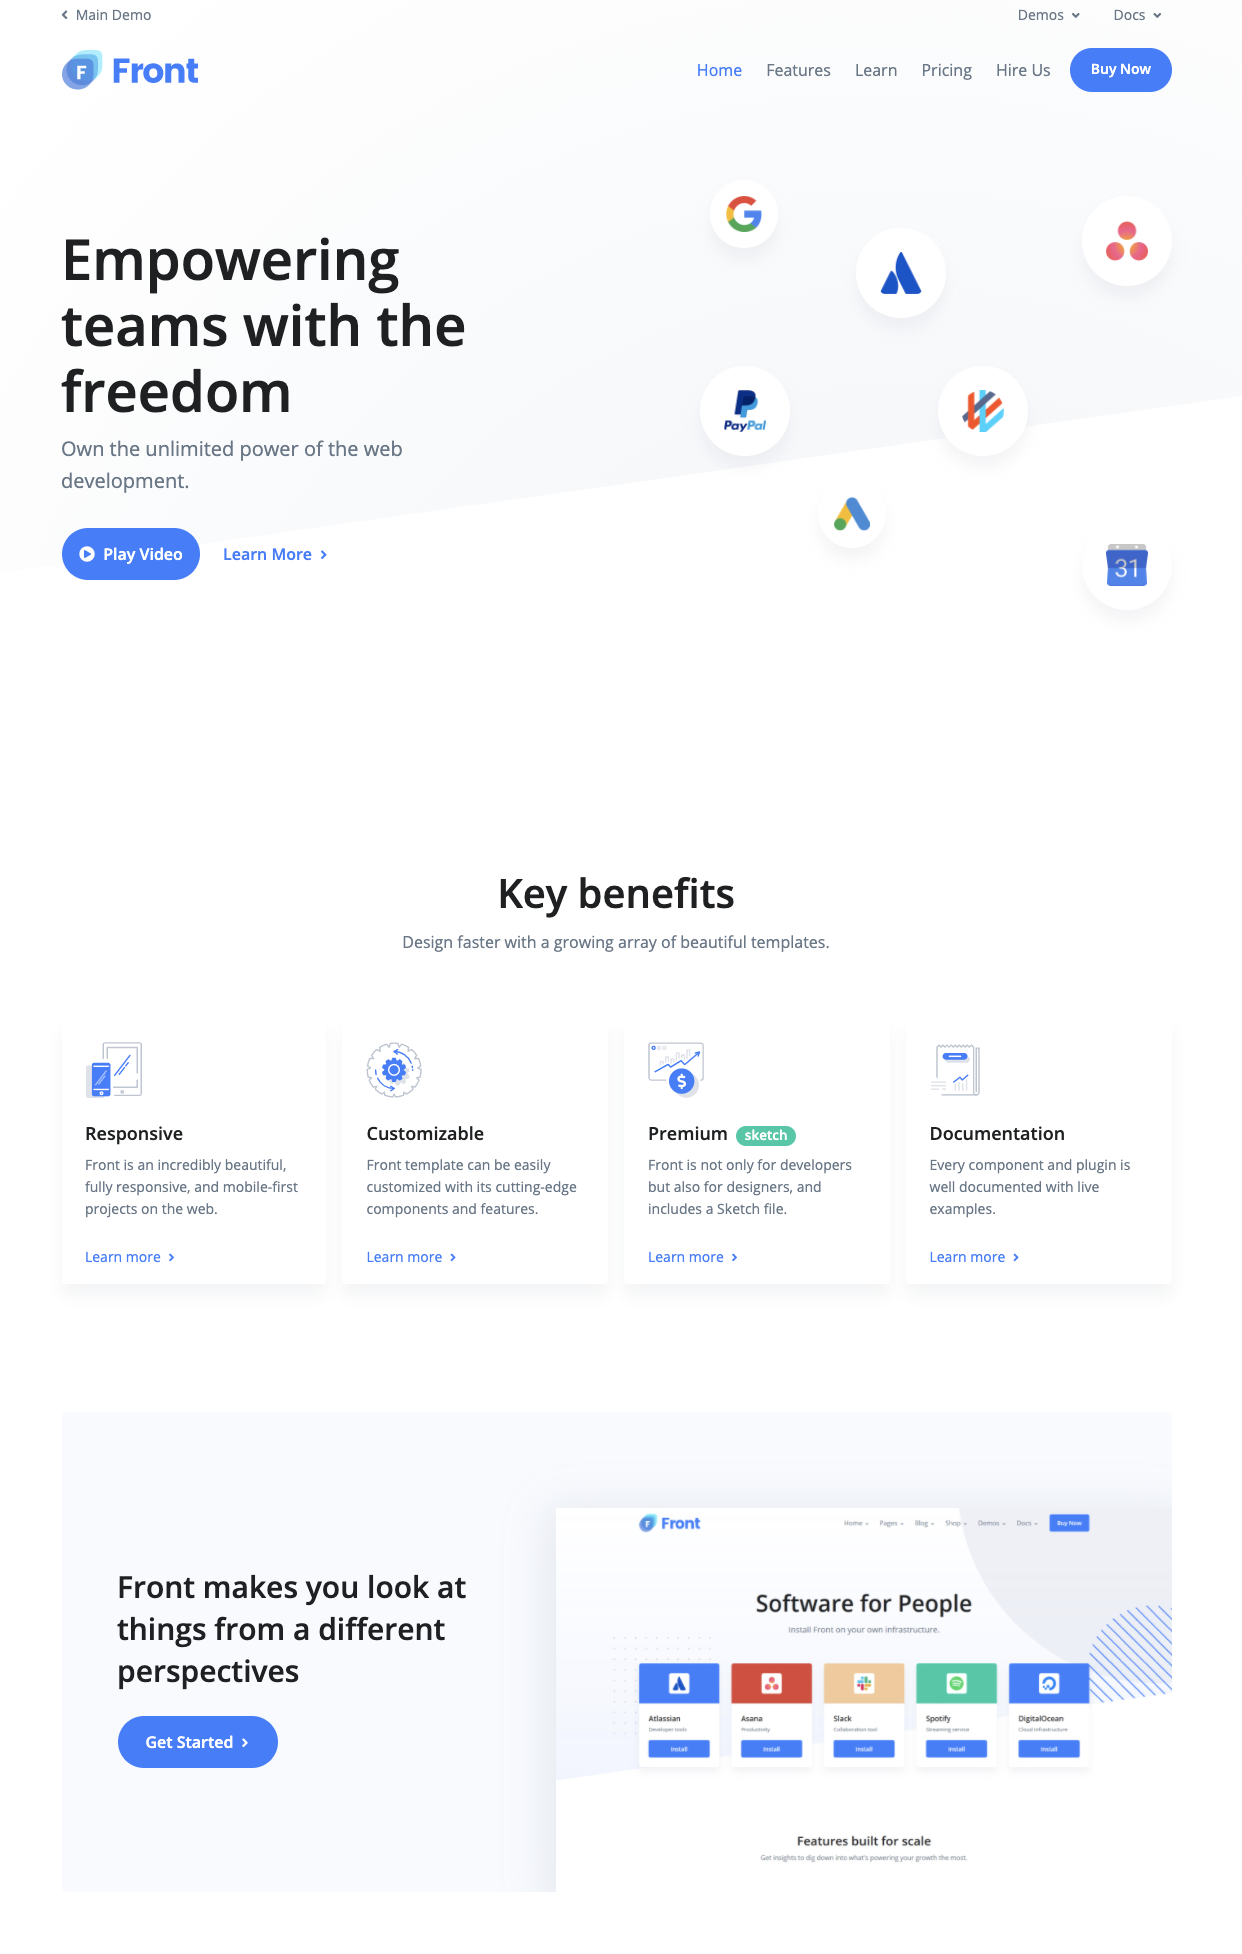 Main Demo
Demos
Docs
F Front
Home
Features
Learn
Pricing
Hire Us
Buy Now
Empowering
teams with the
freedom
Own the unlimited power of the web
development.
Play Video
Learn More
PayPal
31
Key benefits
Design faster with a growing array of beautiful templates.
Responsive
Front is an incredibly beautiful,
fully responsive, and mobile-first
projects on the web.
Learn more
Customizable
Front template can be easily
customized with its cutting-edge
components and features.
Learn more
Premium sketch
Front is not only for developers
but also for designers, and
includes a Sketch file.
Learn more
Documentation
Every component and plugin is
well documented with live
examples.
Learn more
Front makes you look at
things from a different
perspectives
Get Started
F Front
Home
Pages
Blog
Shop
Demos
Docs
Buy Now
Software for People
Install Front on your own infrastructure.
Atlassian
Developer tools
Install
Asana
Productivity
Install
Slack
Collaboration tool
Install
Spotify
Streaming service
Install
DigitalOcean
Cloud infrastructure
Install
Features built for scale
Get insights to dig down into what's powering your growth the most.